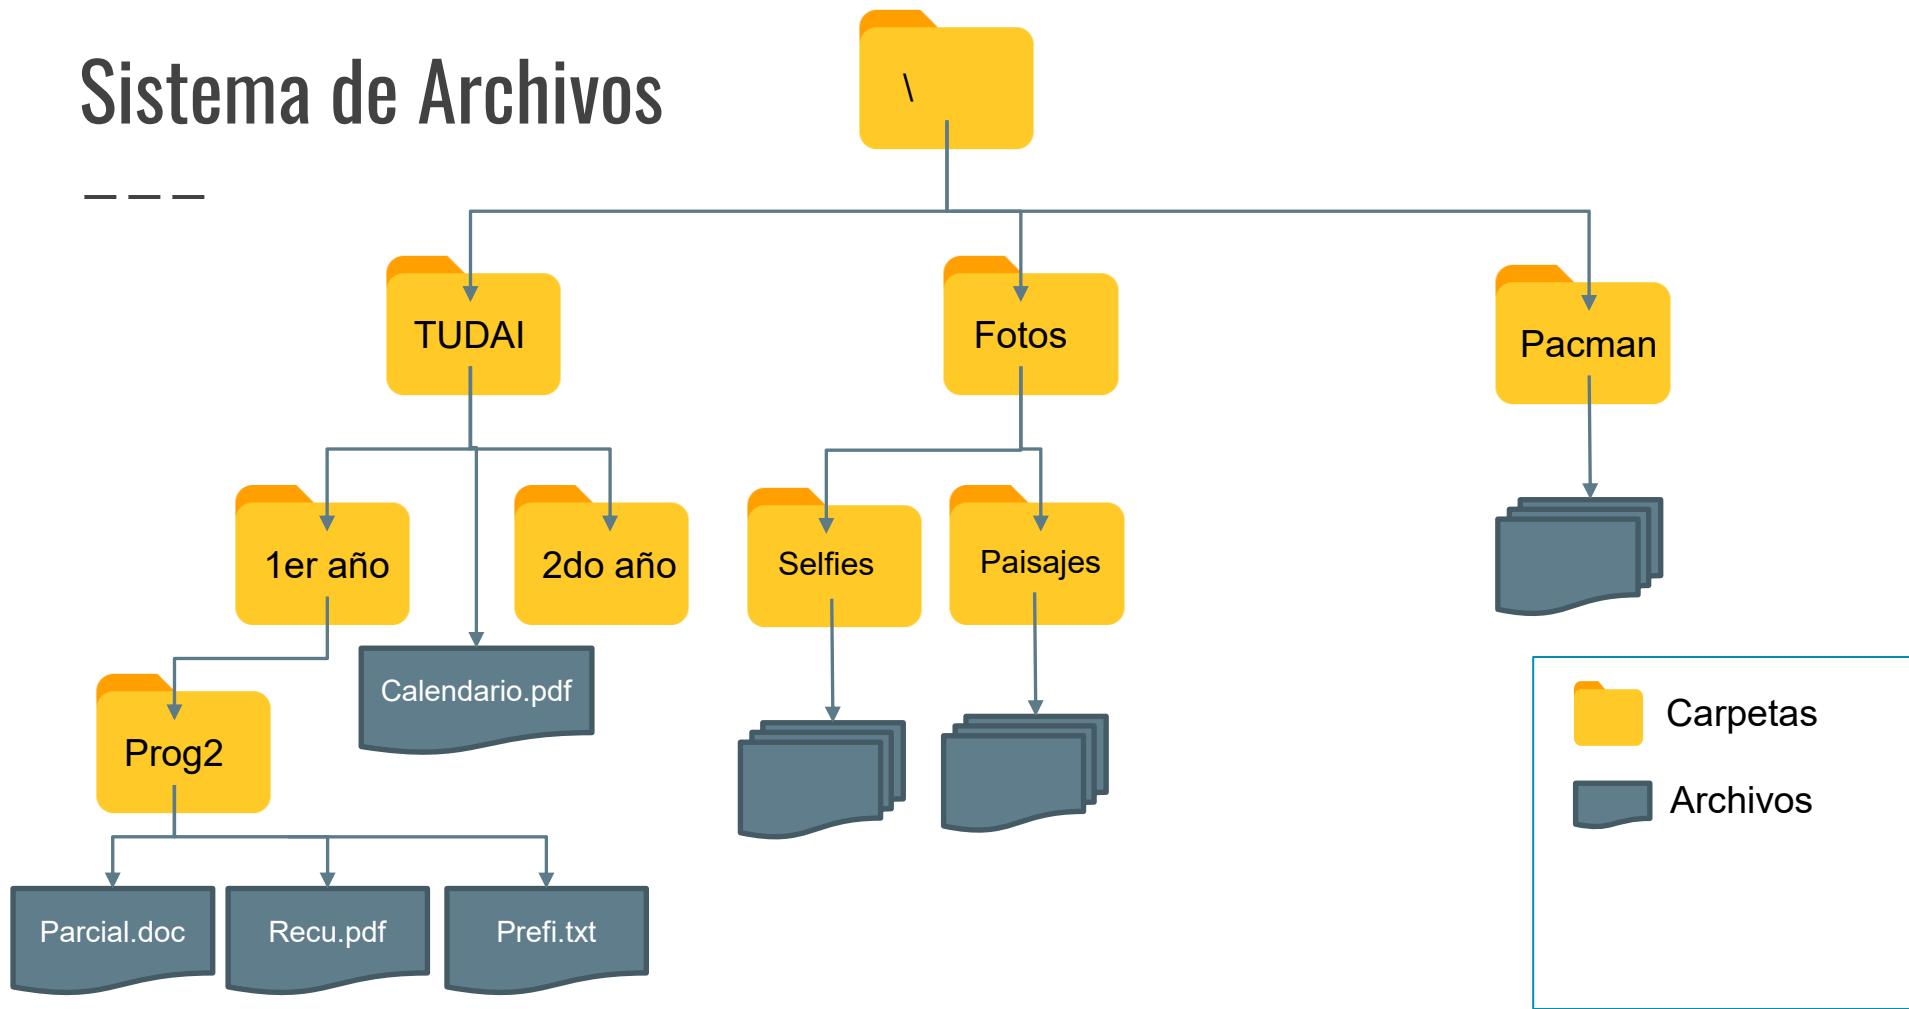 Sistema de Archivos
\
TUDAI
Fotos
Pacman
1er año
2do año
Selfies
Paisajes
Calendario.pdf
Prog2
Carpetas
Archivos
Parcial.doc
Recu.pdf
Prefi.txt